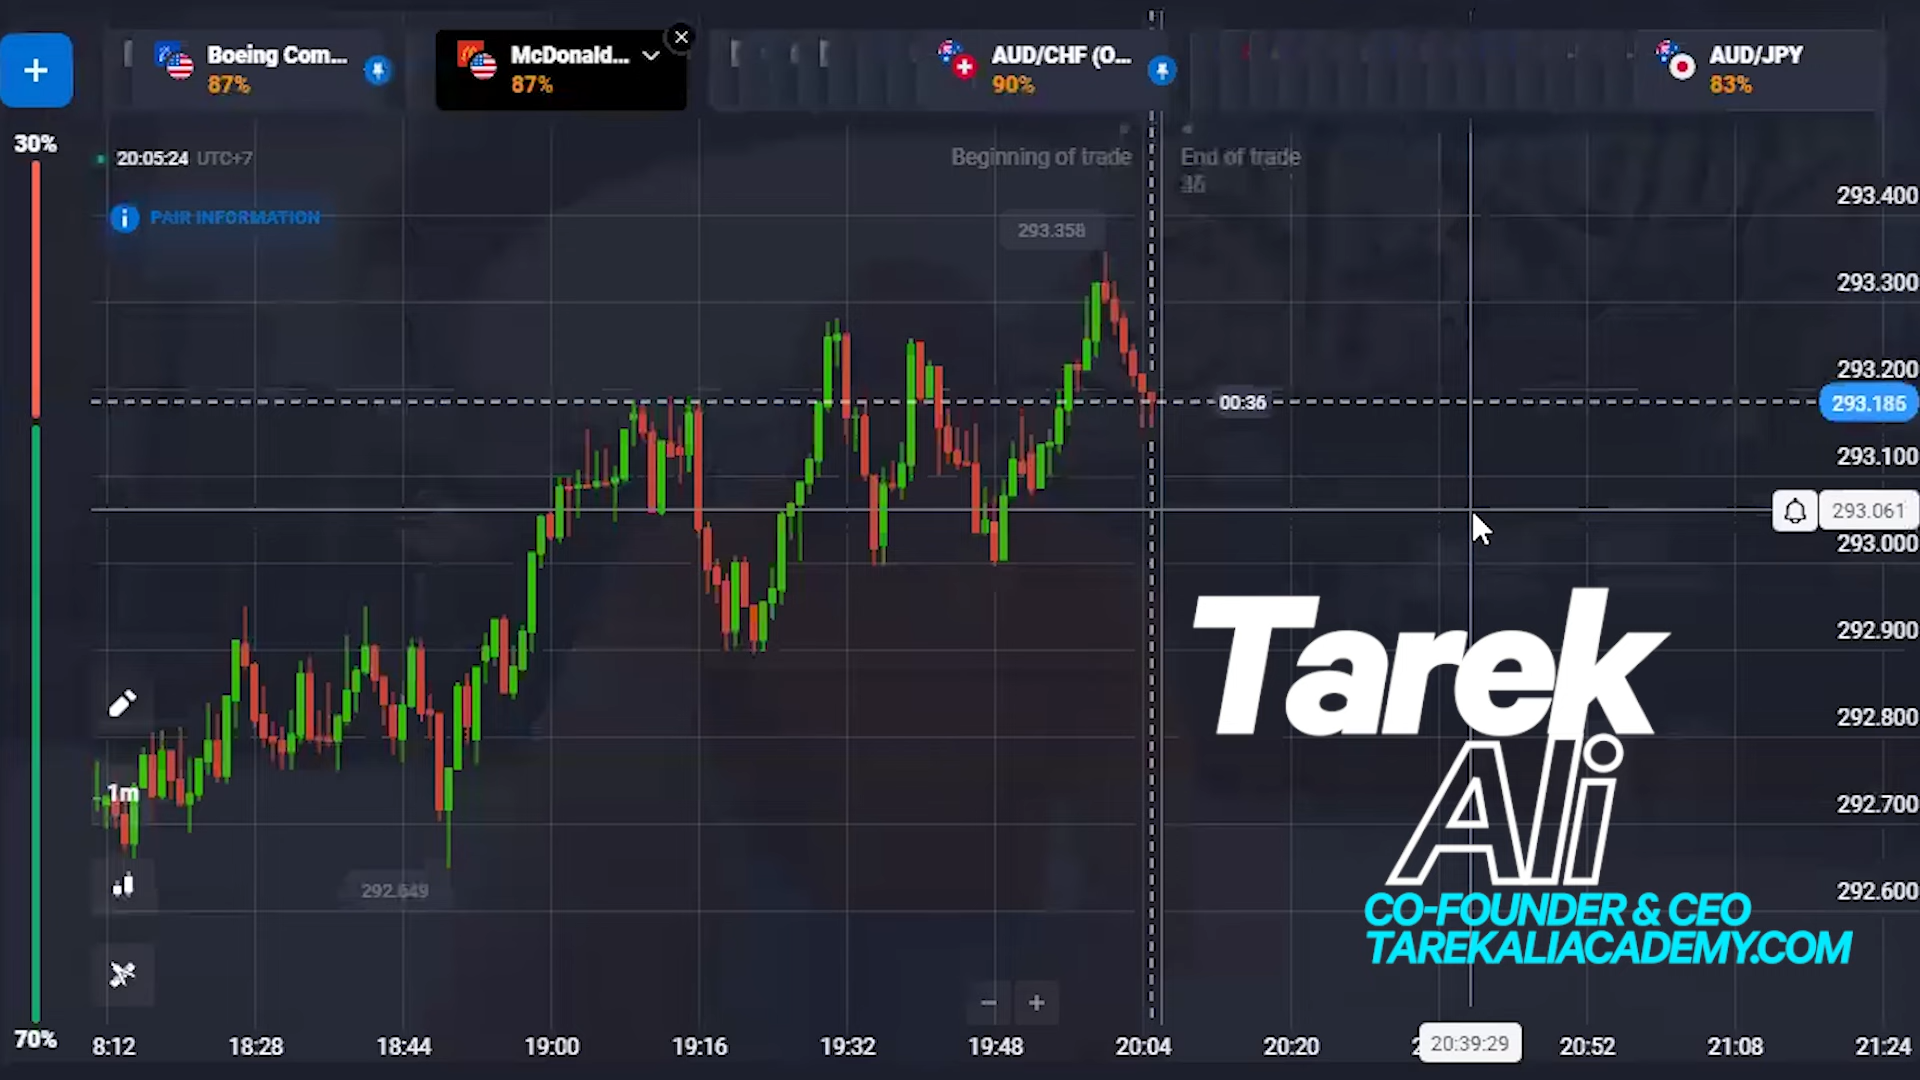 Boeing Com...
87%
McDonald...
87%
AUD/CHF (O...
90%
AUD/JPY
83%
30%
20:05:24 UTC+7
PAIR INFORMATION
Beginning of trade
End of trade
293.358
293.400
293.300
293.200
00:36
293.186
293.100
293.061
293.000
292.900
292.800
292.700
292.600
1m
292.649
Tarek
Ali
CO-FOUNDER & CEO
TAREKALIACADEMY.COM
70%
8:12
18:28
18:44
19:00
19:16
19:32
19:48
20:04
20:20
20:39:29
20:52
21:08
21:24